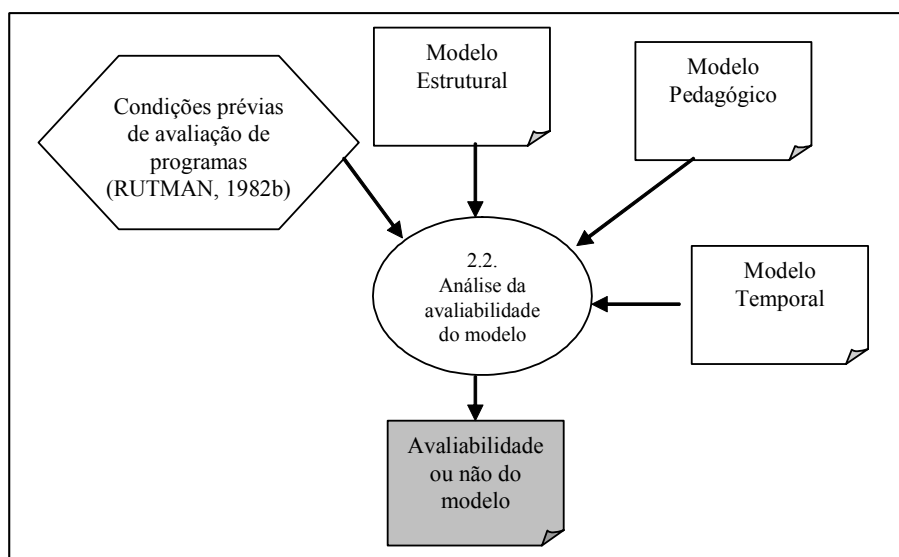 Condições prévias
de avaliação de
programas
(RUTMAN, 1982b)
Modelo
Estrutural
Modelo
Pedagógico
2.2.
Análise da
avaliabilidade
do modelo
Modelo
Temporal
Avaliabilidade
ou não do
modelo